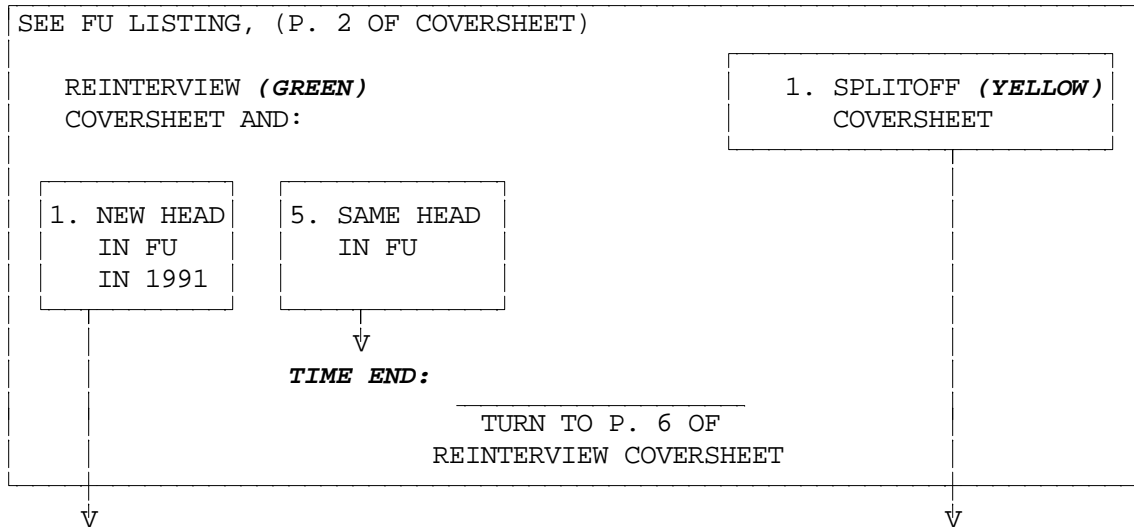 SEE FU LISTING, (P. 2 OF COVERSHEET)
REINTERVIEW (GREEN)
COVERSHEET AND:
1. SPLITOFF (YELLOW)
COVERSHEET
1. NEW HEAD
IN FU
IN 1991
5. SAME HEAD
IN FU
TIME END:
TURN TO P. 6 OF
REINTERVIEW COVERSHEET